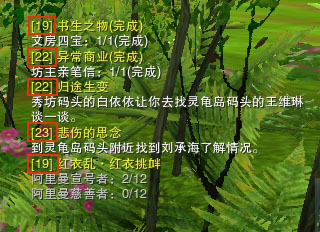 [19] 书生之物(完成)
文房四宝：1/1(完成)
[22] 异常商业(完成)
坊主亲笔信：1/1(完成)
[22] 归途生变
秀坊码头的白依依让你去找灵龟岛码头的王维琳
谈一谈。
[23] 悲伤的思念
到灵龟岛码头附近找到刘承海了解情况。
[19] 红衣乱·红衣挑衅
阿里曼宣号者：2/12
阿里曼慈善者：0/12